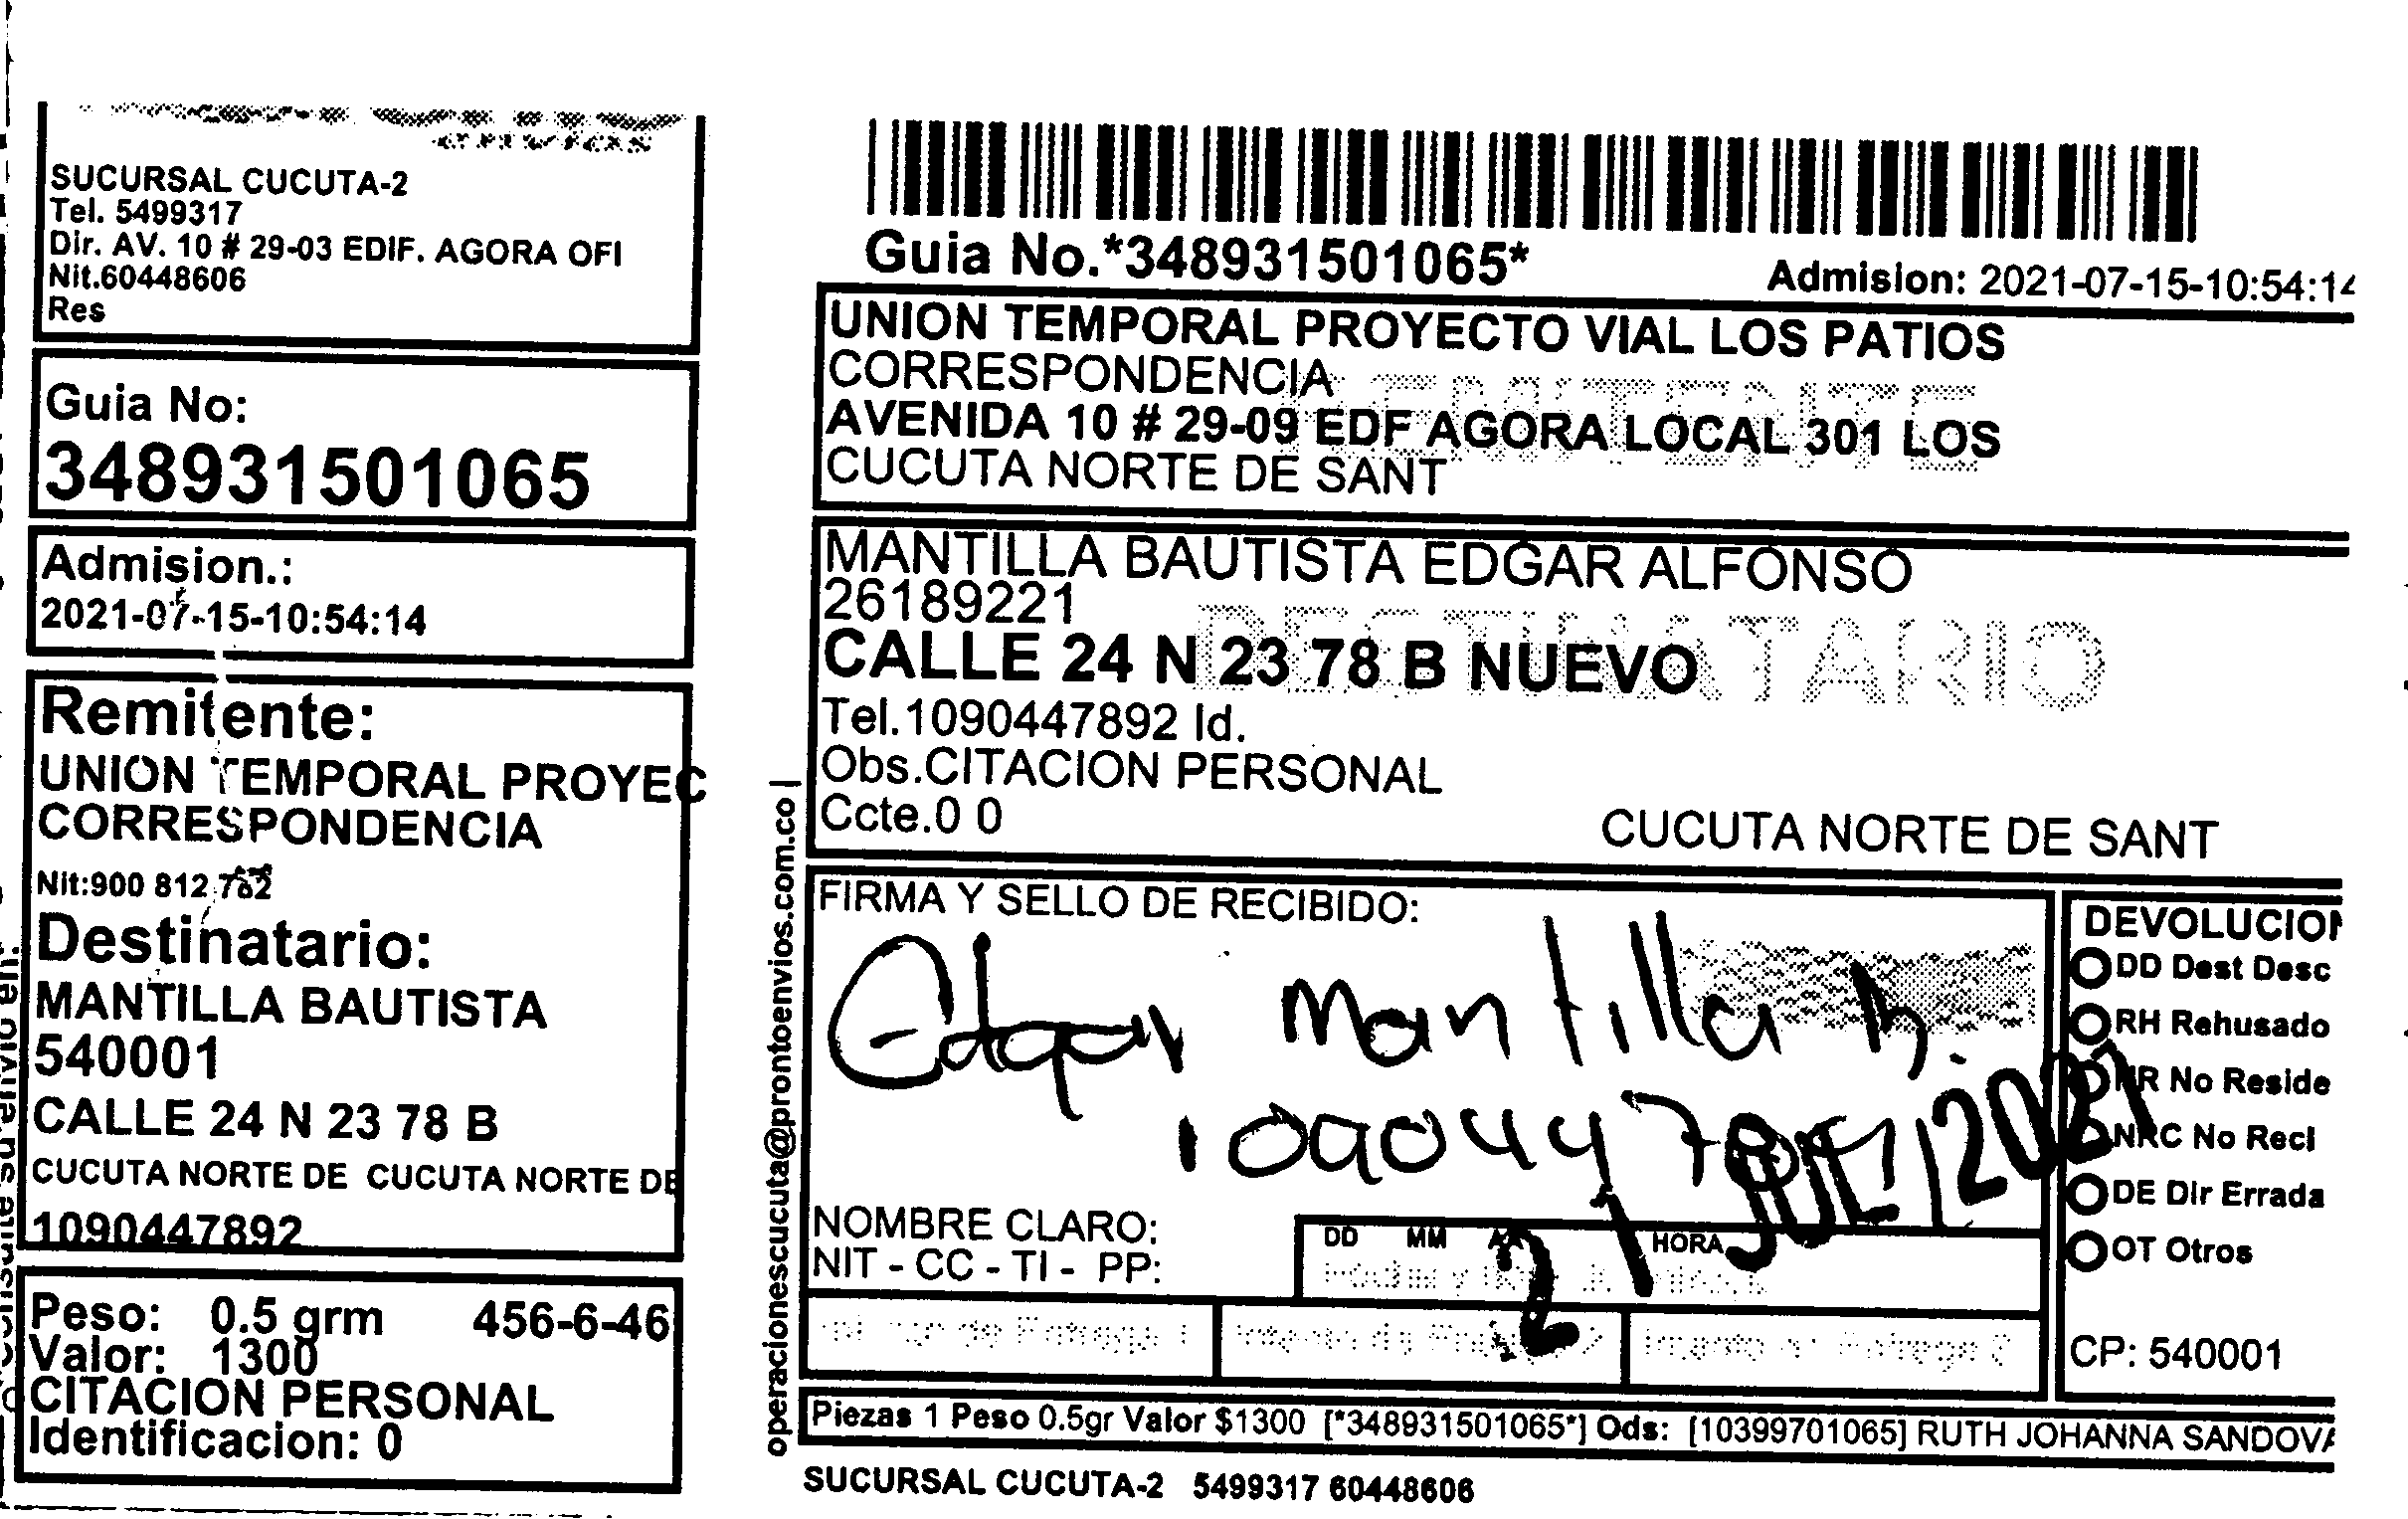 SUCURSAL CUCUTA-2
Tel. 5499317
Dir. AV. 10 # 29-03 EDIF. AGORA OFI
Nit.60448606
Res
Guia No:
348931501065
Admision.:
2021-07-15-10:54:14
Remitente:
UNION TEMPORAL PROYEC
CORRESPONDENCIA
Nit:900 812
Destinatario:
MANTILLA BAUTISTA
540001
CALLE 24 N 23 78 B
CUCUTA NORTE DE CUCUTA NORTE DE
1090447892
Peso: 0.5 grm 456-6-46
Valor: 1300
CITACION PERSONAL
Identificacion: 0
operacionescucuta@prontoenvios.com.co |
Guia No.*348931501065*
Admision: 2021-07-15-10:54:14
UNION TEMPORAL PROYECTO VIAL LOS PATIOS
CORRESPONDENCIA
REMITENTE
AVENIDA 10 # 29-09 EDF AGORA LOCAL 301 LOS
CUCUTA NORTE DE SANT
MANTILLA BAUTISTA EDGAR ALFONSO
26189221
DESTINATARIO
CALLE 24 N 23 78 B NUEVO
Tel.1090447892 Id.
Obs.CITACION PERSONAL
Ccte.0 0
CUCUTA NORTE DE SANT
FIRMA Y SELLO DE RECIBIDO:
Edgar Mantilla
10904478
21 JUL 2021
NOMBRE CLARO:
NIT - CC - TI - PP:
DD MM AA HORA
DEVOLUCION
DD Dest Desc
RH Rehusado
NR No Reside
NRC No Recl
DE Dir Errada
OT Otros
CP: 540001
Piezas 1 Peso 0.5gr Valor $1300 [*348931501065*] Ods: [10399701065] RUTH JOHANNA SANDOVA
SUCURSAL CUCUTA-2 5499317 60448606